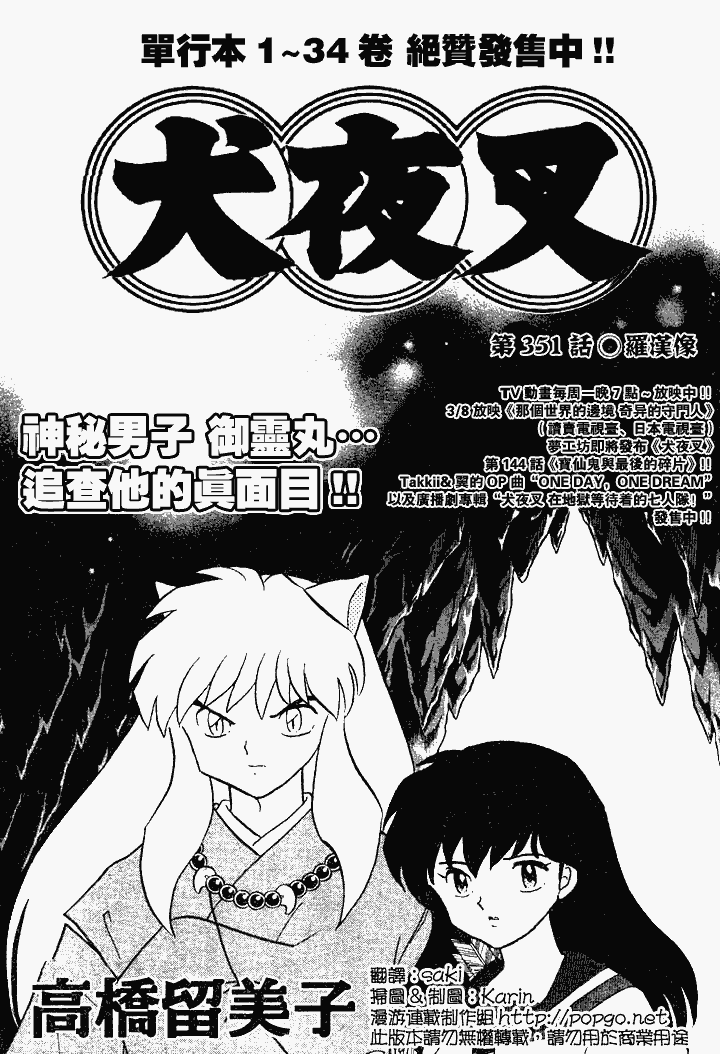 單行本 1~34 卷 絕贊發售中!!
犬夜叉
第 351 話◎羅漢像
TV動畫每周一晚7點~放映中!!
3/8放映《那個世界的邊境 奇异的守門人》
(讀賣電視臺、日本電視臺)
夢工坊即將發布《犬夜叉》
第 144 話《寶仙鬼與最後的碎片》!!
Takkii& 翼的 OP 曲 “ONE DAY, ONE DREAM”
以及廣播劇專輯 “犬夜叉 在地獄等待着的七人隊! ”
發售中 !!
神秘男子 御靈丸…
追查他的眞面目!!
高橋留美子
翻譯:saki
掃圖 & 制圖:Karin
漫游連載制作組 http://popgo.net
此版本請勿無權轉載,請勿用於商業用途